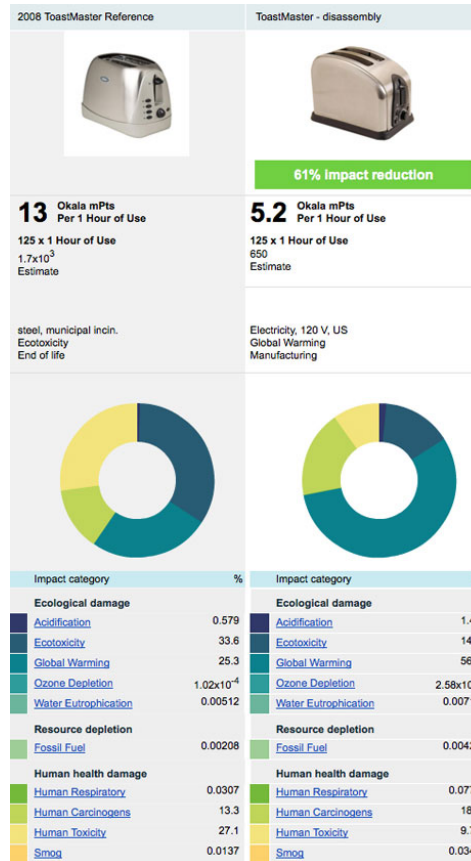 2008 ToastMaster Reference
ToastMaster - disassembly
61% impact reduction
13 Okala mPts
Per 1 Hour of Use
125 x 1 Hour of Use
1.7x10³
Estimate
5.2 Okala mPts
Per 1 Hour of Use
125 x 1 Hour of Use
650
Estimate
steel, municipal incin.
Ecotoxicity
End of life
Electricity, 120 V, US
Global Warming
Manufacturing
Impact category %
Ecological damage
Acidification 0.579
Ecotoxicity 33.6
Global Warming 25.3
Ozone Depletion 1.02x10⁻⁴
Water Eutrophication 0.00512
Resource depletion
Fossil Fuel 0.00208
Human health damage
Human Respiratory 0.0307
Human Carcinogens 13.3
Human Toxicity 27.1
Smog 0.0137
Impact category
Ecological damage
Acidification 1.4
Ecotoxicity 14
Global Warming 56
Ozone Depletion 2.58x10
Water Eutrophication
Resource depletion
Fossil Fuel
Human health damage
Human Respiratory
Human Carcinogens 18
Human Toxicity
Smog